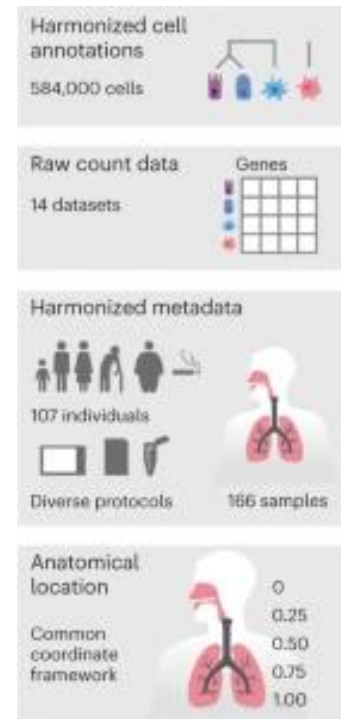 Harmonized cell
annotations
584,000 cells
Raw count data
Genes
14 datasets
Harmonized metadata
107 individuals
Diverse protocols
166 samples
Anatomical
location
0
0.25
Common
coordinate
framework
0.50
0.75
1.00